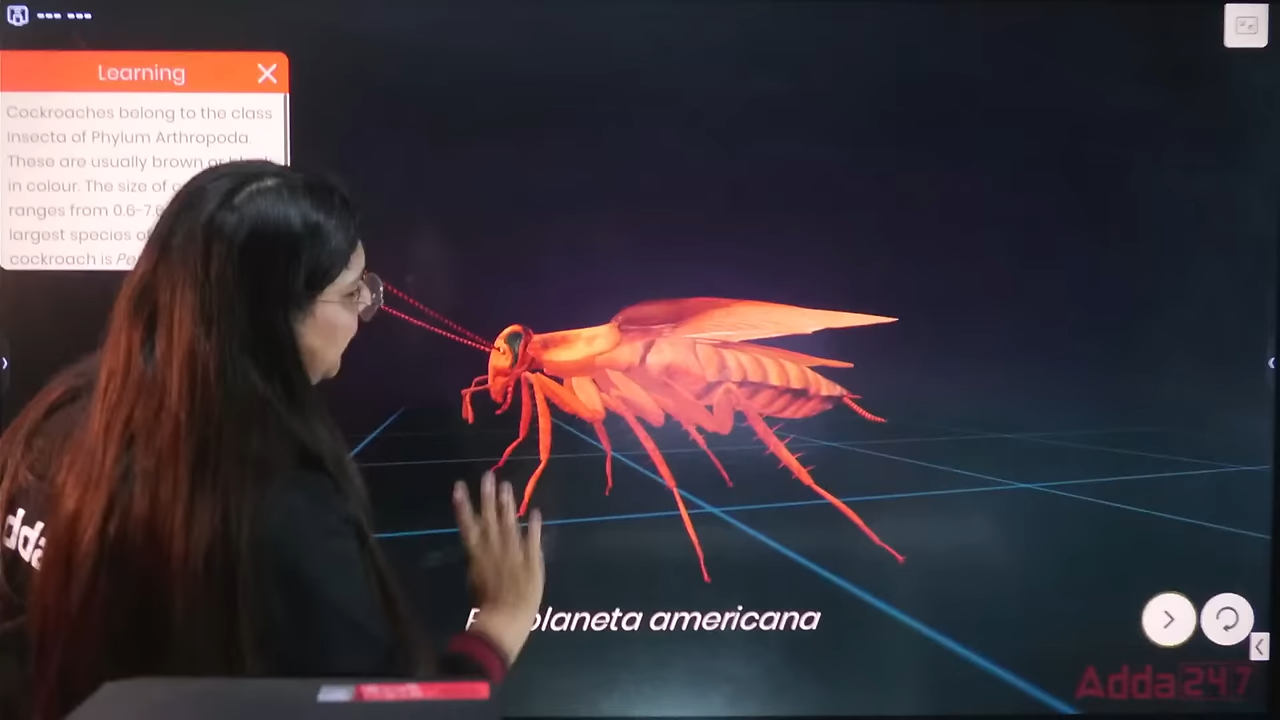 Learning
Cockroaches belong to the class
Insecta of Phylum Arthropoda.
These are usually brown or
in colour. The size of
ranges from 0.6-7.6
largest species of
cockroach is
planeta americana
Adda247
dda